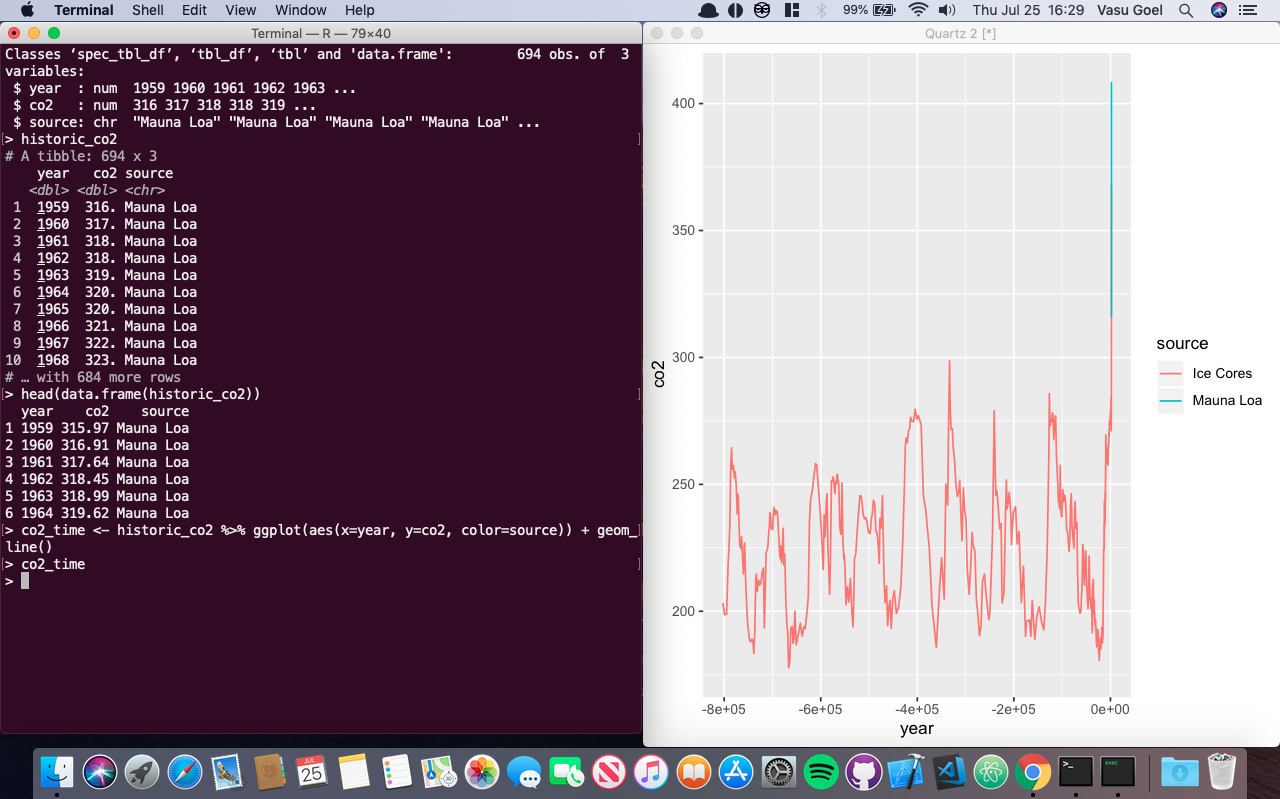 Terminal Shell Edit View Window Help 99% Thu Jul 25 16:29 Vasu Goel
Terminal — R — 79×40
Classes ‘spec_tbl_df’, ‘tbl_df’, ‘tbl’ and 'data.frame':        694 obs. of  3
variables:
 $ year  : num  1959 1960 1961 1962 1963 ...
 $ co2   : num  316 317 318 318 319 ...
 $ source: chr  "Mauna Loa" "Mauna Loa" "Mauna Loa" "Mauna Loa" ...
[> historic_co2 ]
# A tibble: 694 x 3
    year   co2 source
   <dbl> <dbl> <chr>
 1  1959  316. Mauna Loa
 2  1960  317. Mauna Loa
 3  1961  318. Mauna Loa
 4  1962  318. Mauna Loa
 5  1963  319. Mauna Loa
 6  1964  320. Mauna Loa
 7  1965  320. Mauna Loa
 8  1966  321. Mauna Loa
 9  1967  322. Mauna Loa
10  1968  323. Mauna Loa
# … with 684 more rows
[> head(data.frame(historic_co2)) ]
  year    co2    source
1 1959 315.97 Mauna Loa
2 1960 316.91 Mauna Loa
3 1961 317.64 Mauna Loa
4 1962 318.45 Mauna Loa
5 1963 318.99 Mauna Loa
6 1964 319.62 Mauna Loa
[> co2_time <- historic_co2 %>% ggplot(aes(x=year, y=co2, color=source)) + geom_]
line()
[> co2_time ]
>
Quartz 2 [*]
400
350
300
250
200
co2
-8e+05 -6e+05 -4e+05 -2e+05 0e+00
year
source
Ice Cores
Mauna Loa
JUL
25
>_
exec